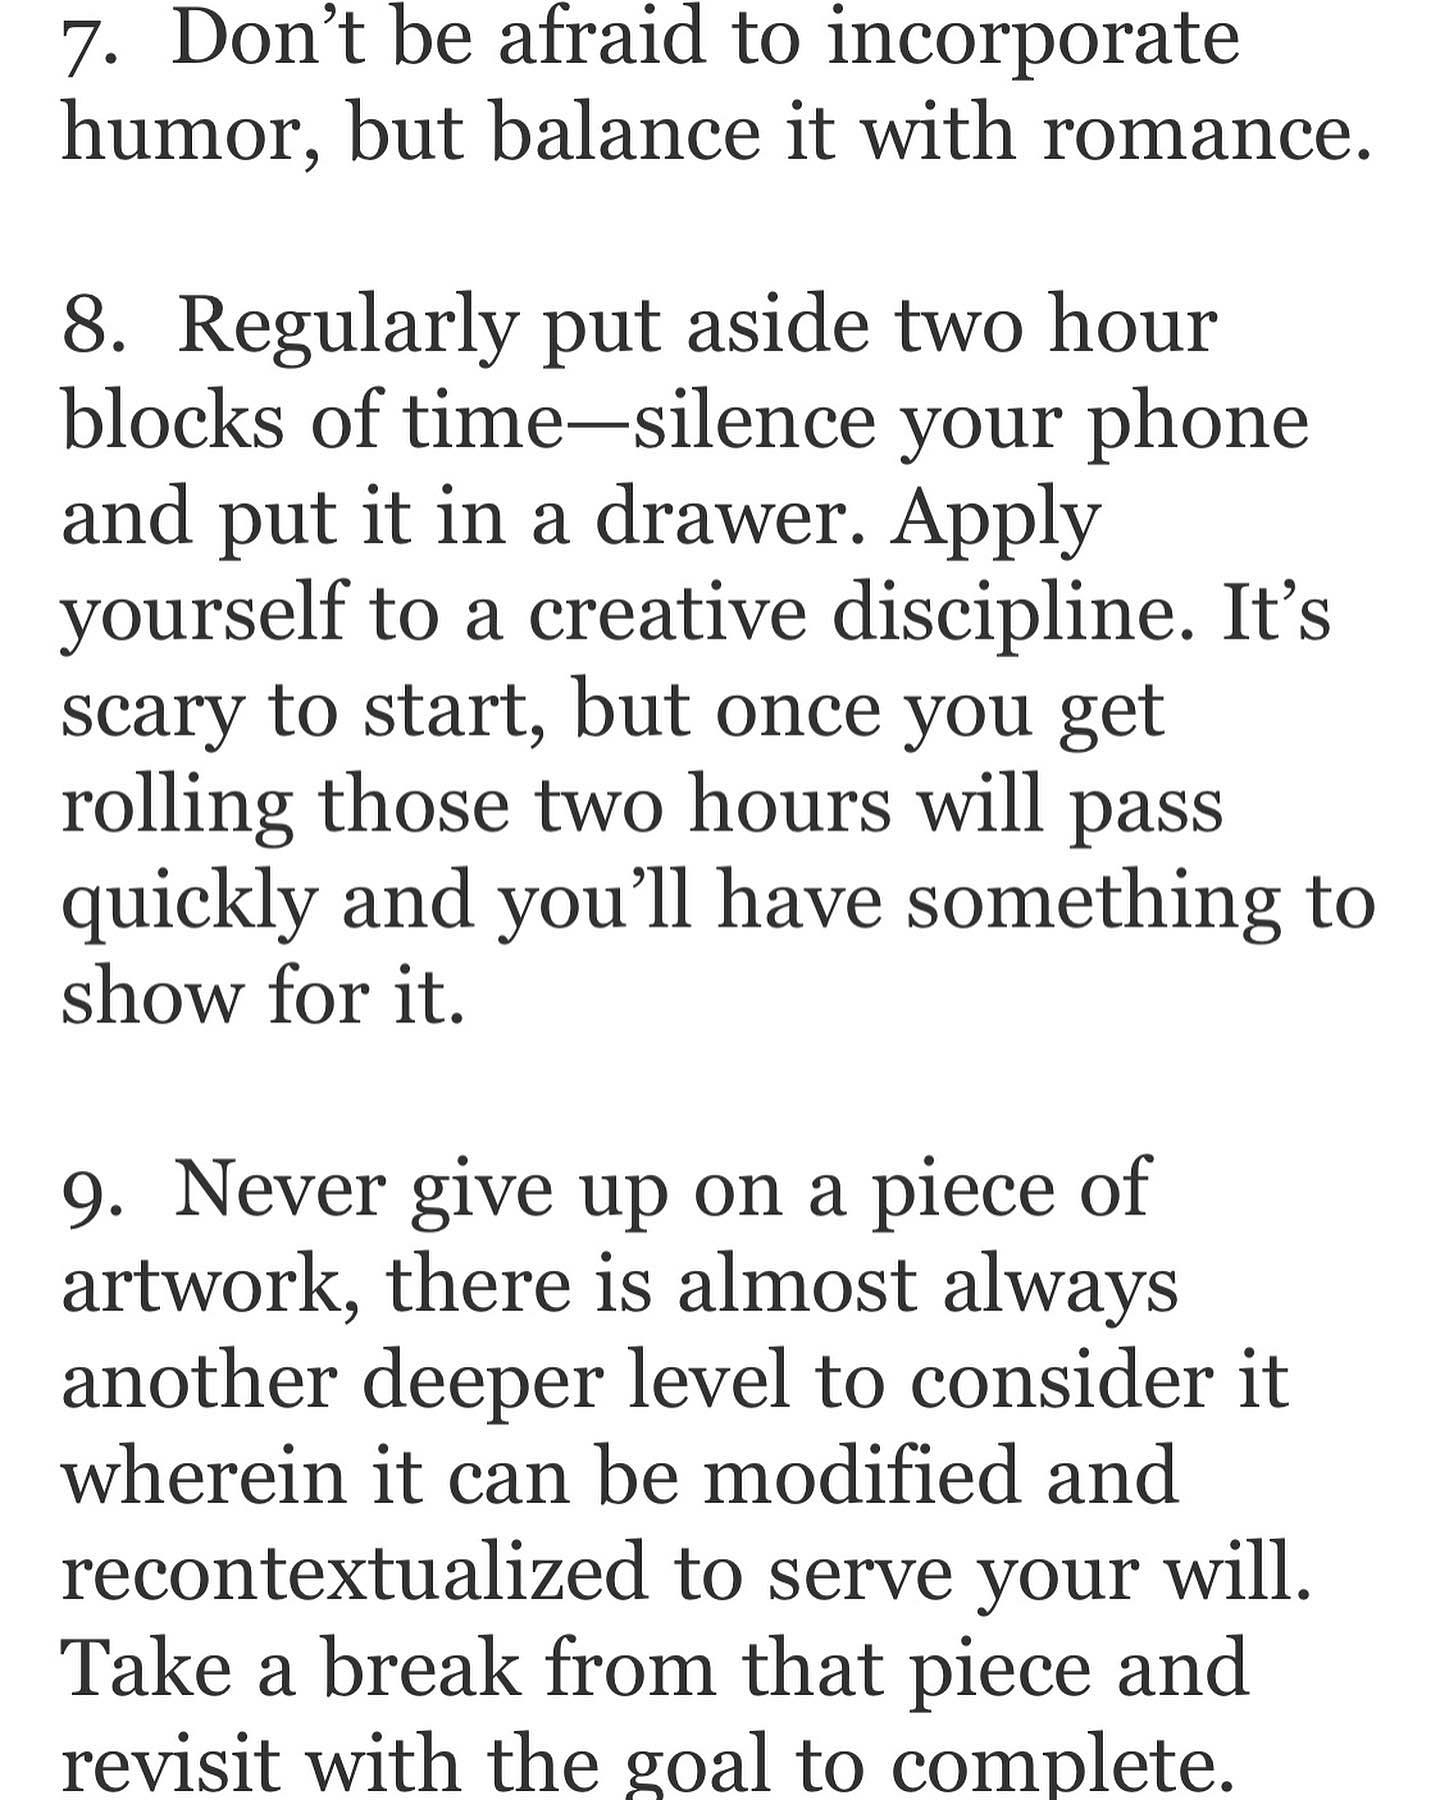 7.  Don’t be afraid to incorporate
humor, but balance it with romance.
8.  Regularly put aside two hour
blocks of time—silence your phone
and put it in a drawer. Apply
yourself to a creative discipline. It’s
scary to start, but once you get
rolling those two hours will pass
quickly and you’ll have something to
show for it.
9.  Never give up on a piece of
artwork, there is almost always
another deeper level to consider it
wherein it can be modified and
recontextualized to serve your will.
Take a break from that piece and
revisit with the goal to complete.